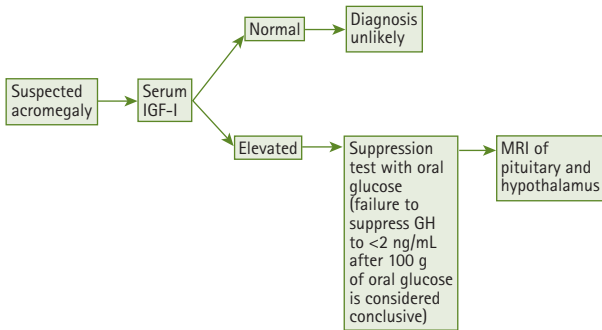 Suspected
acromegaly
Serum
IGF-I
Normal
Diagnosis
unlikely
Elevated
Suppression
test with oral
glucose
(failure to
suppress GH
to <2 ng/mL
after 100 g
of oral glucose
is considered
conclusive)
MRI of
pituitary and
hypothalamus